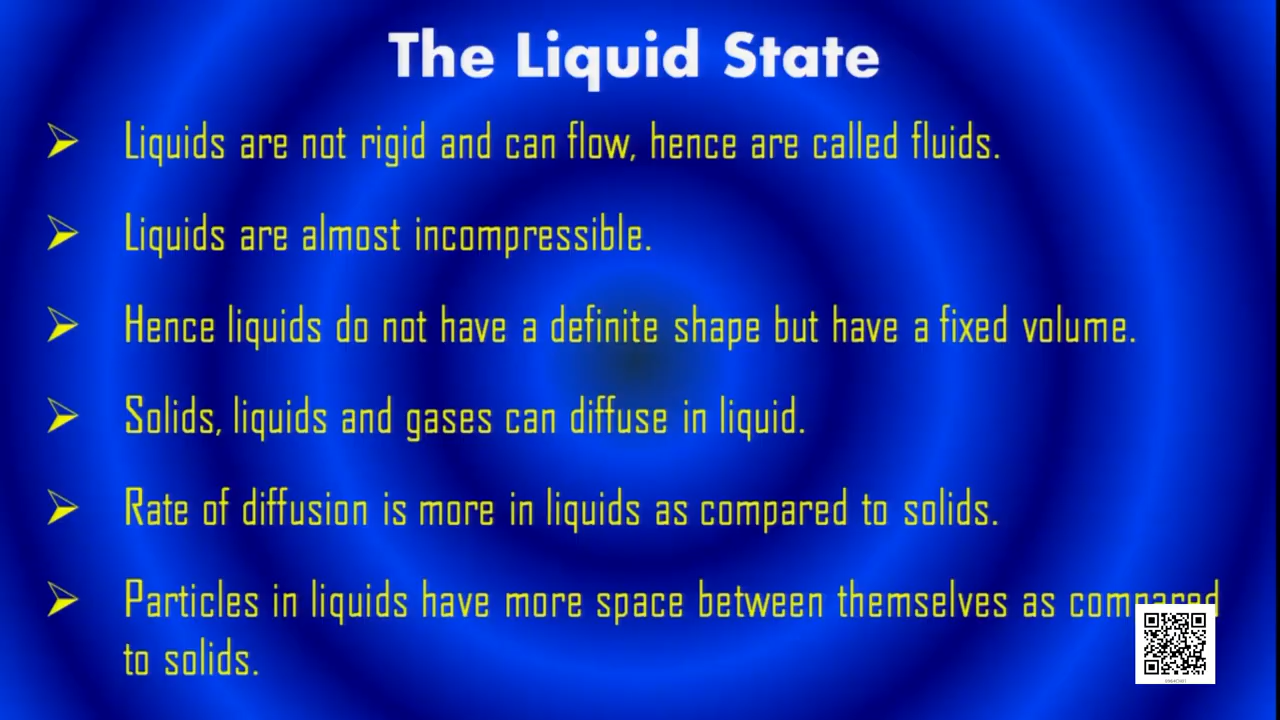 The Liquid State
Liquids are not rigid and can flow, hence are called fluids.
Liquids are almost incompressible.
Hence liquids do not have a definite shape but have a fixed volume.
Solids, liquids and gases can diffuse in liquid.
Rate of diffusion is more in liquids as compared to solids.
Particles in liquids have more space between themselves as compared
to solids.